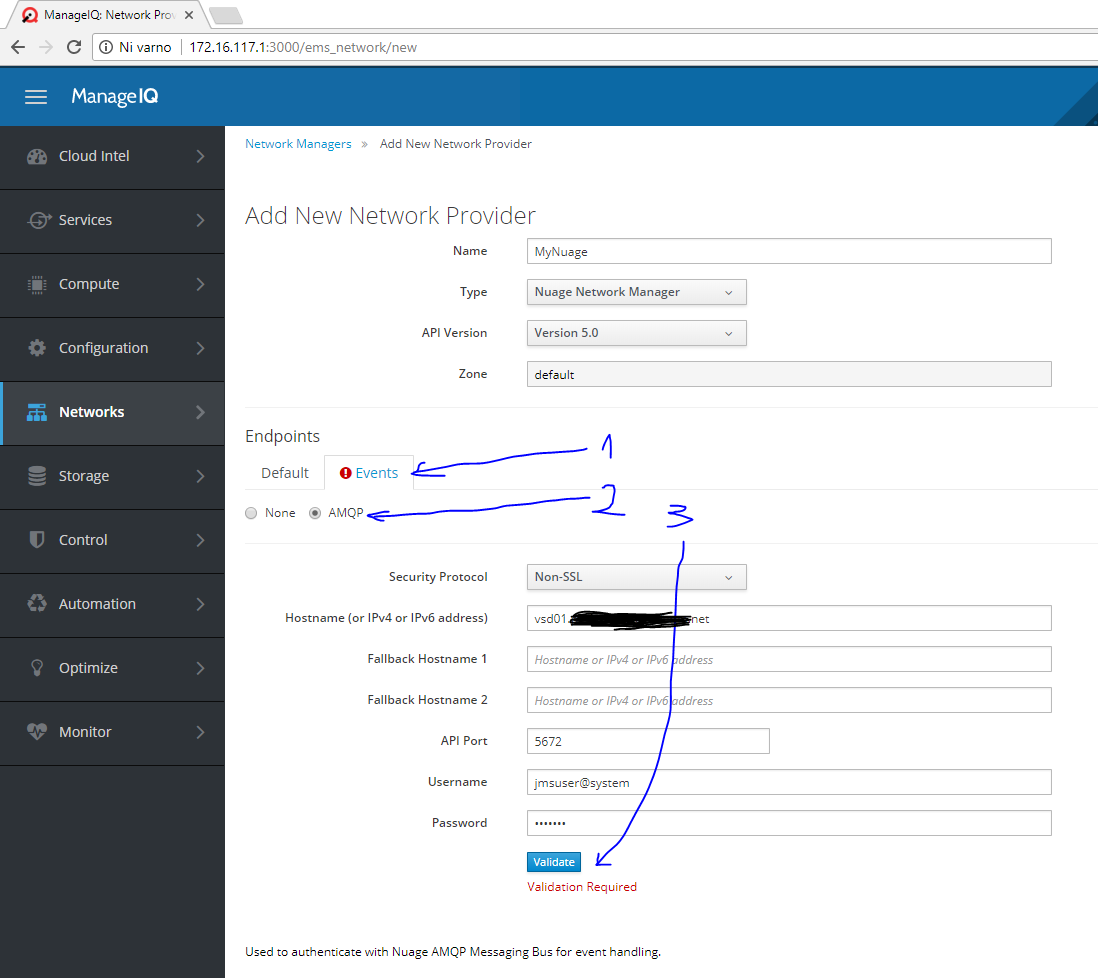 ManageIQ: Network Prov
Ni varno 172.16.117.1:3000/ems_network/new
ManageIQ
Cloud Intel
Services
Compute
Configuration
Networks
Storage
Control
Automation
Optimize
Monitor
Network Managers » Add New Network Provider
Add New Network Provider
Name MyNuage
Type Nuage Network Manager
API Version Version 5.0
Zone default
Endpoints
1
Default Events
2
None AMQP
3
Security Protocol Non-SSL
Hostname (or IPv4 or IPv6 address) vsd01. net
Fallback Hostname 1 Hostname or IPv4 or IPv6 address
Fallback Hostname 2 Hostname or IPv4 or IPv6 address
API Port 5672
Username jmsuser@system
Password •••••••
Validate
Validation Required
Used to authenticate with Nuage AMQP Messaging Bus for event handling.